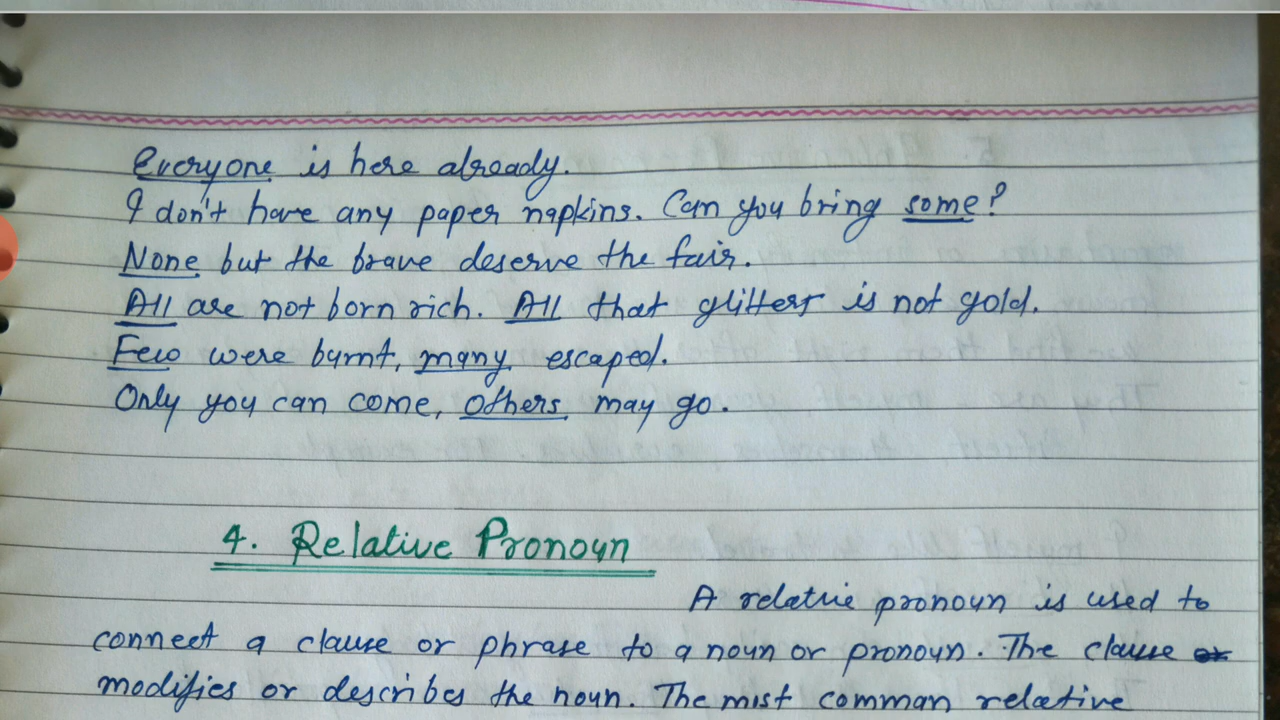 Everyone is here already.
I don't have any paper napkins. Can you bring some?
None but the brave deserve the fair.
All are not born rich. All that glitters is not gold.
Few were burnt, many escaped.
Only you can come, others may go.
4. Relative Pronoun
A relative pronoun is used to
connect a clause or phrase to a noun or pronoun. The clause
modifies or describes the noun. The mist comman relative